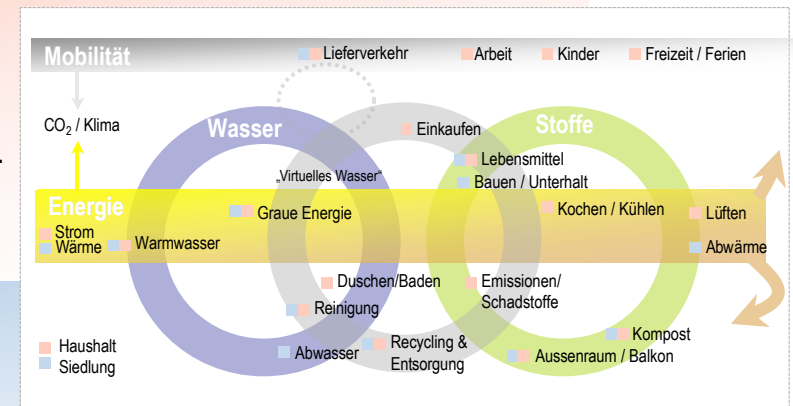 Mobilität
Lieferverkehr
Arbeit
Kinder
Freizeit / Ferien
CO₂ / Klima
Wasser
Einkaufen
Stoffe
Lebensmittel
„Virtuelles Wasser"
Bauen / Unterhalt
Energie
Graue Energie
Kochen / Kühlen
Lüften
Strom
Wärme
Warmwasser
Abwärme
Duschen/Baden
Emissionen/
Schadstoffe
Reinigung
Kompost
Haushalt
Siedlung
Abwasser
Recycling &
Entsorgung
Aussenraum / Balkon